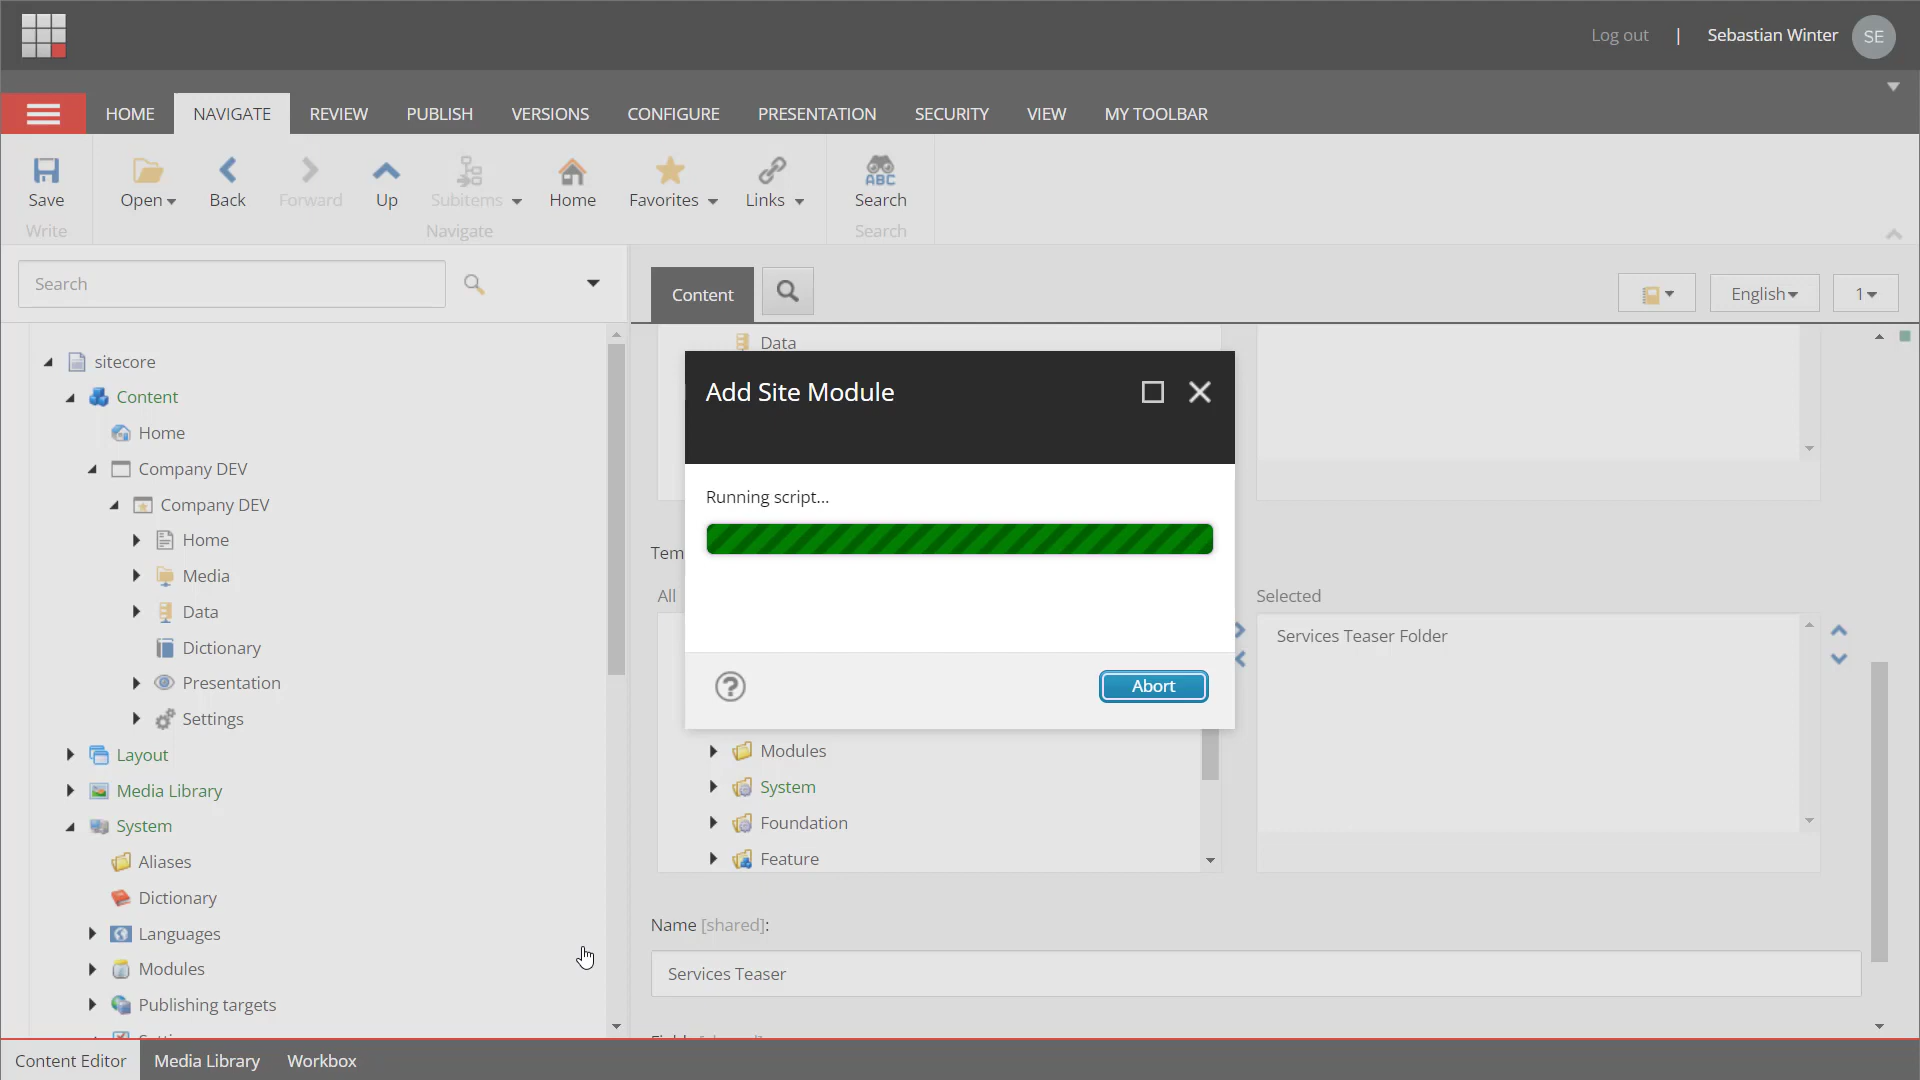 Log out | Sebastian Winter SE
HOME NAVIGATE REVIEW PUBLISH VERSIONS CONFIGURE PRESENTATION SECURITY VIEW MY TOOLBAR
Save Open Back Forward Up Subitems Home Favorites Links ABC Search
Write Navigate Search
Search
Content English 1
sitecore
Content
Home
Company DEV
Company DEV
Home
Media
Data
Dictionary
Presentation
Settings
Layout
Media Library
System
Aliases
Dictionary
Languages
Modules
Publishing targets
Data
Add Site Module
Running script...
Abort
Tem
All
Selected
Services Teaser Folder
Modules
System
Foundation
Feature
Name [shared]:
Services Teaser
Content Editor Media Library Workbox